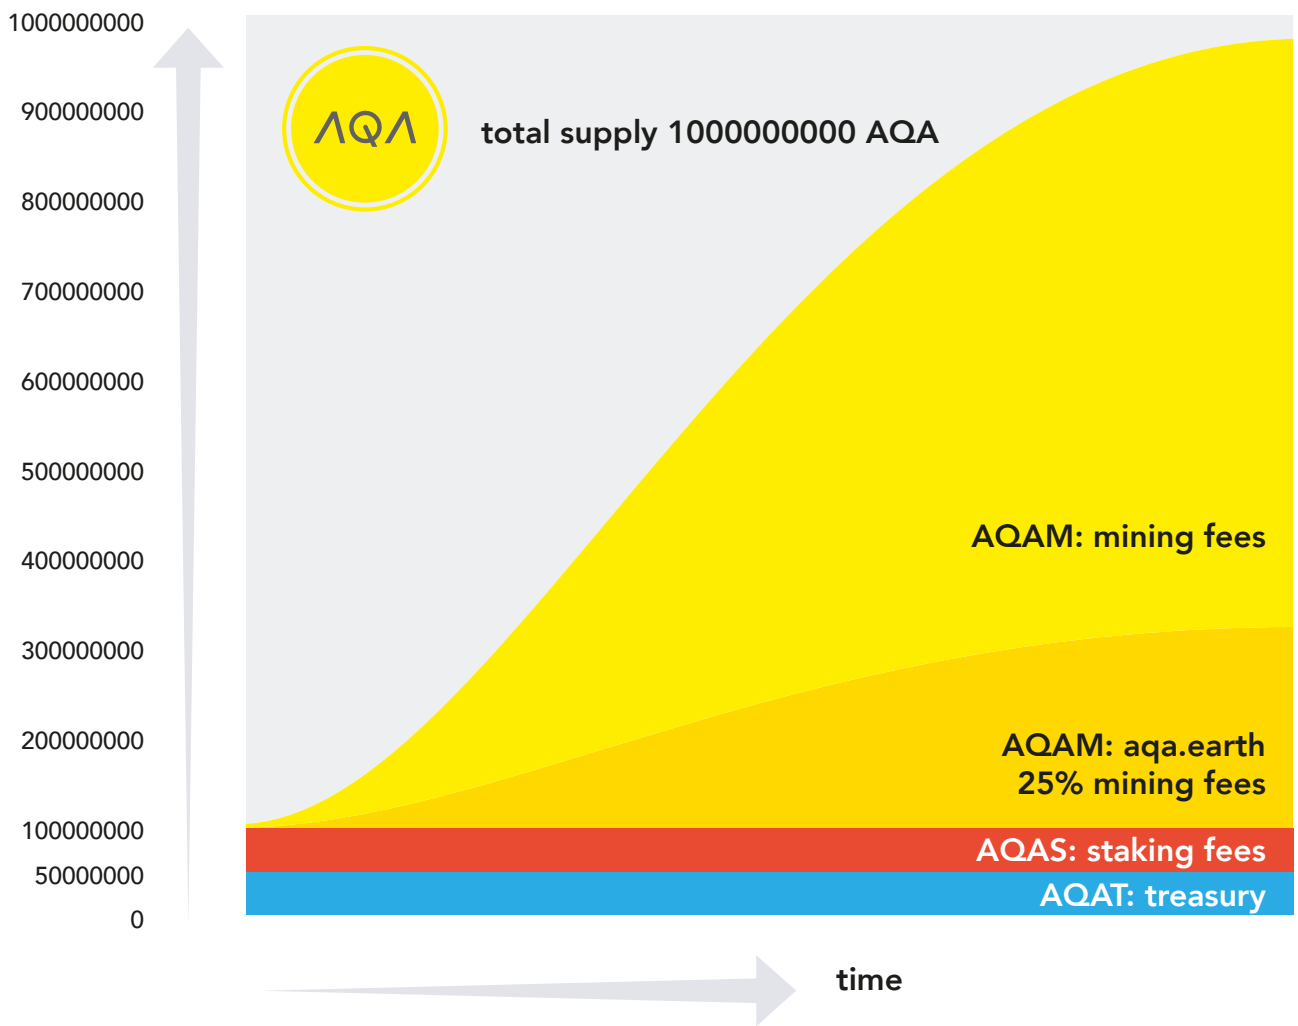 1000000000
900000000
800000000
700000000
600000000
500000000
400000000
300000000
200000000
100000000
50000000
0
AQA
total supply 1000000000 AQA
AQAM: mining fees
AQAM: aqa.earth
25% mining fees
AQAS: staking fees
AQAT: treasury
time